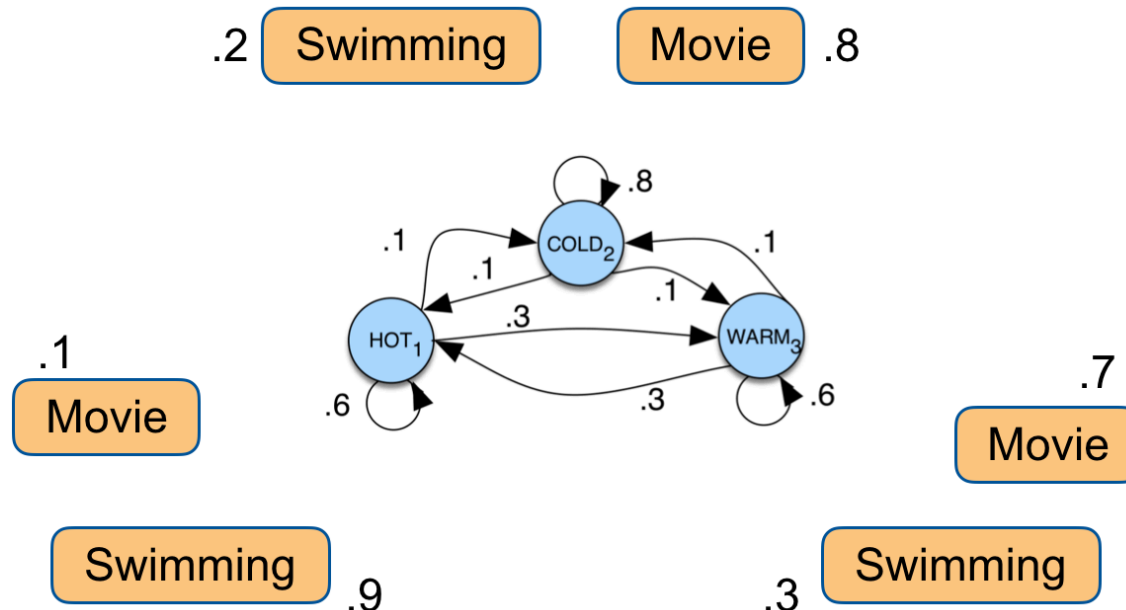 .2 Swimming Movie .8
.8
COLD2
.1
.1
.1
.1
HOT1
.3
WARM3
.6
.3
.6
.1
Movie
.7
Movie
Swimming
.9
.3
Swimming